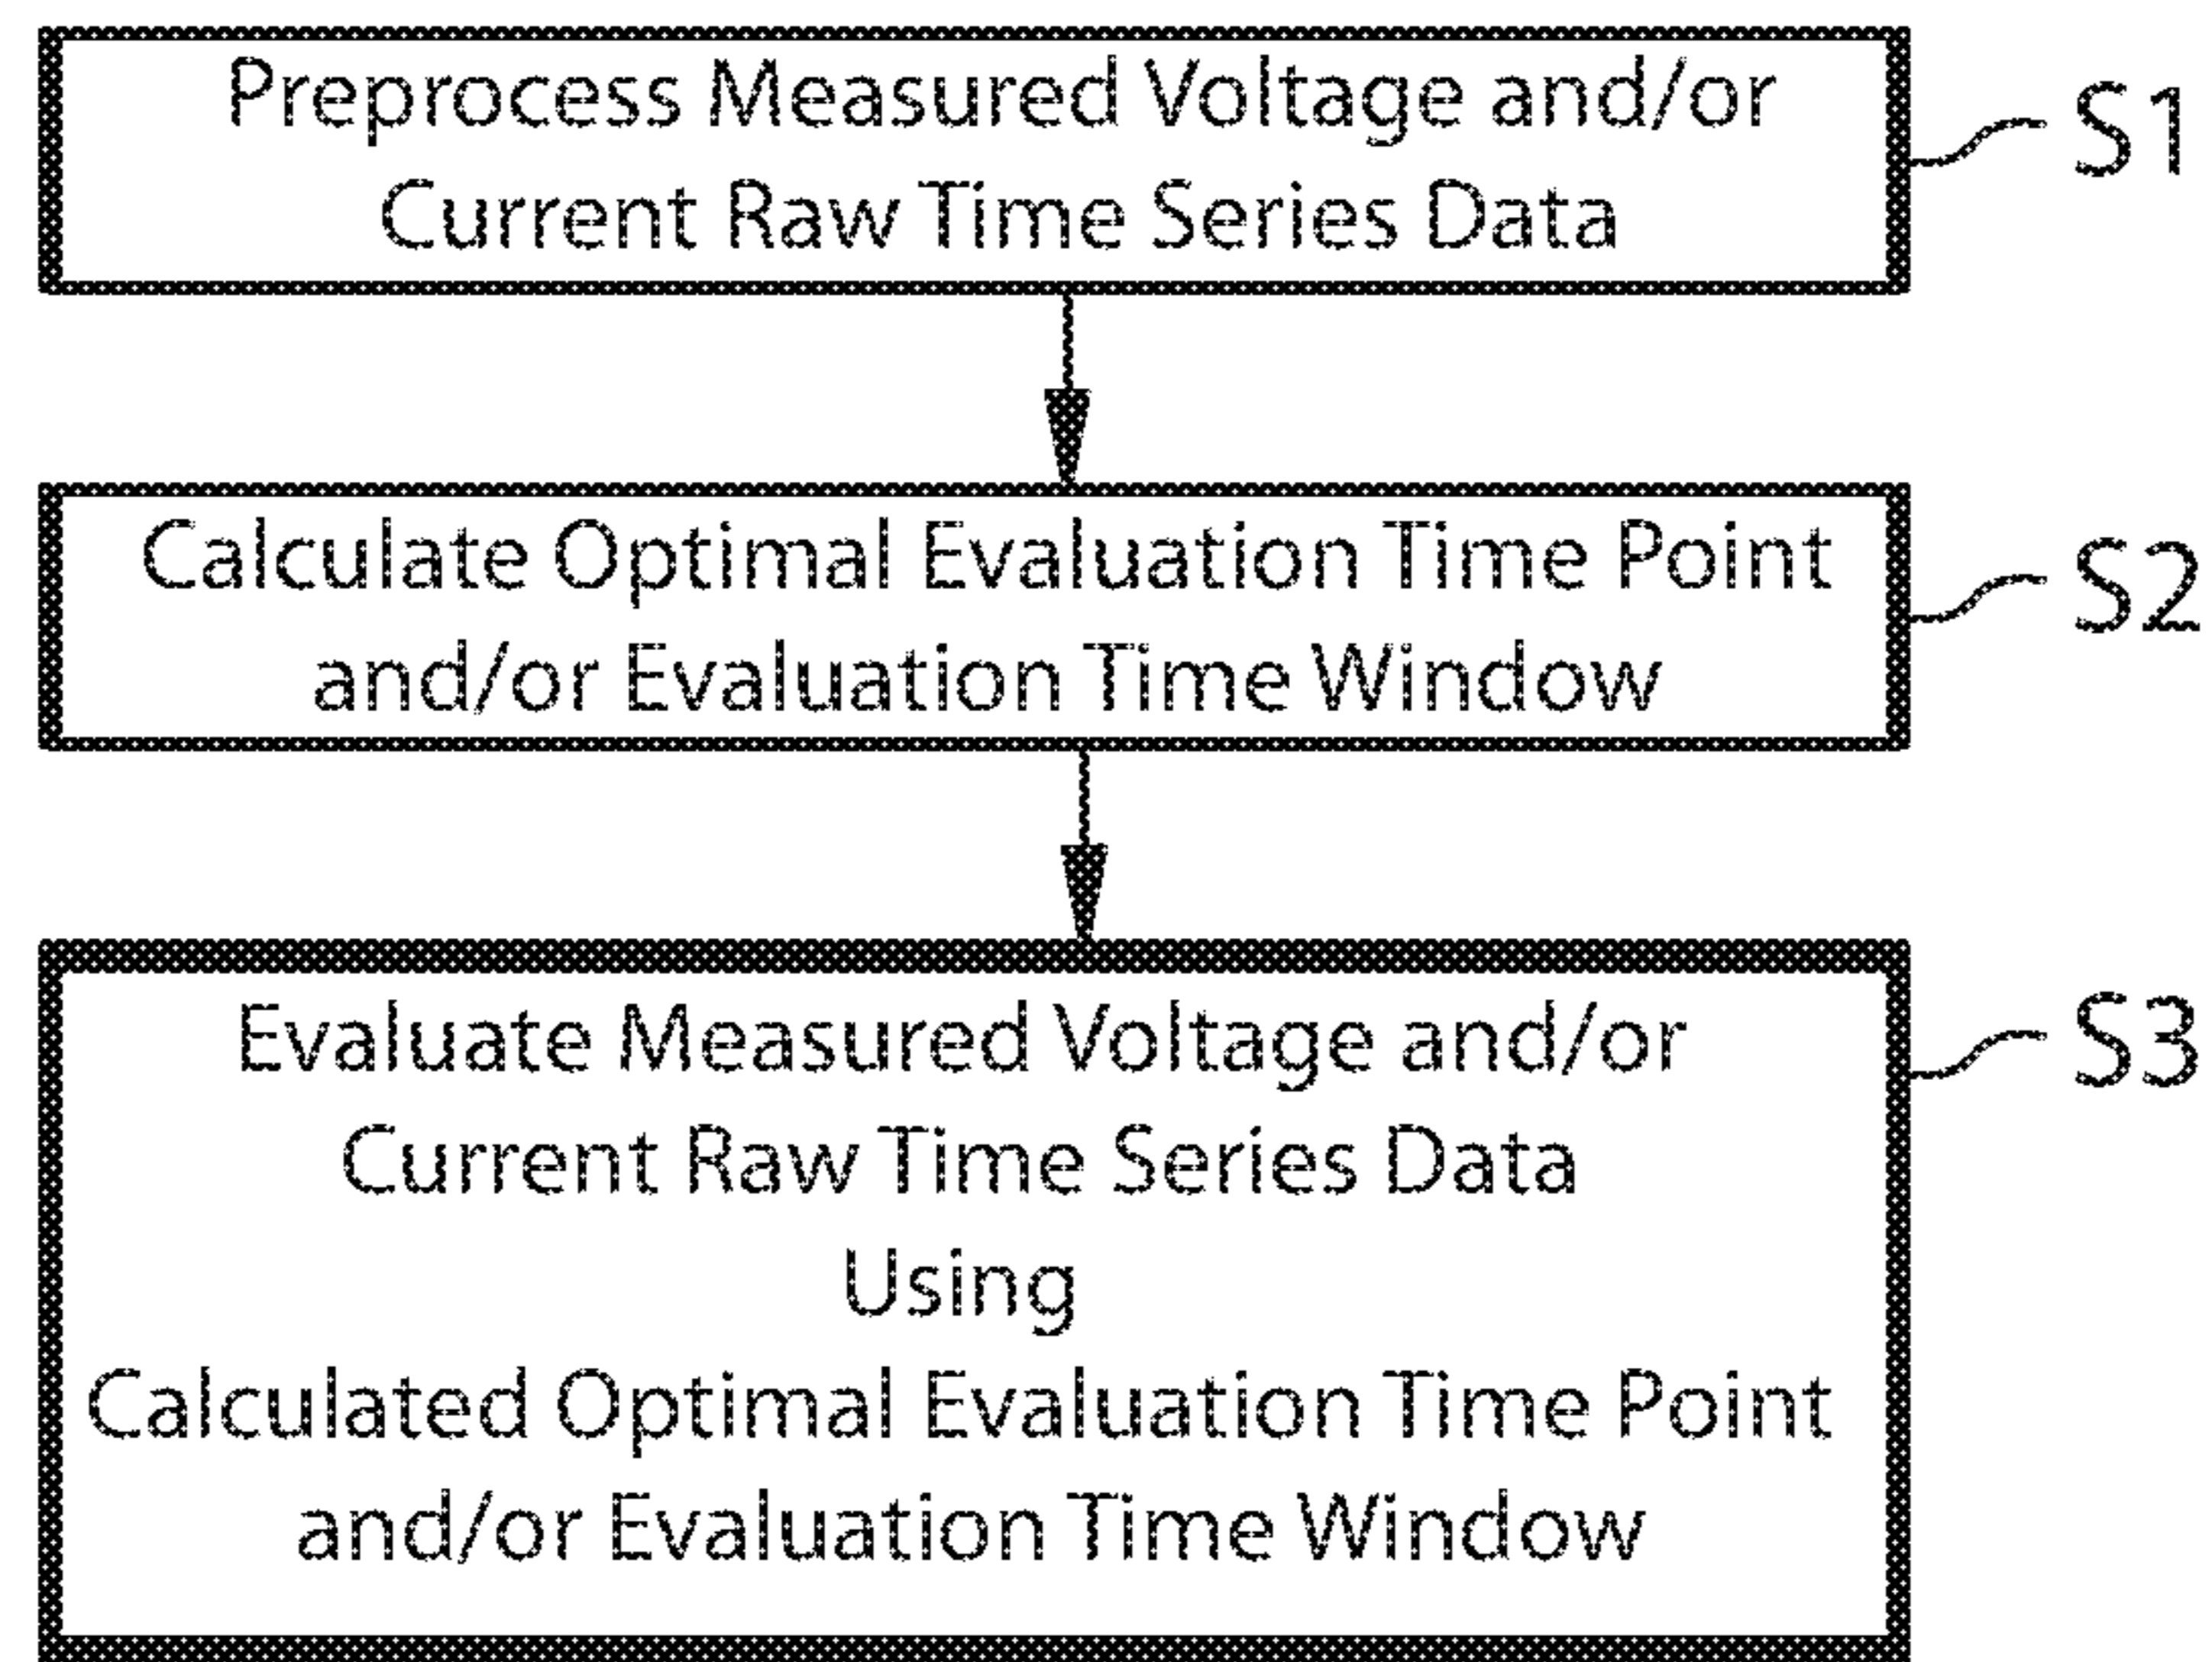 Preprocess Measured Voltage and/or
Current Raw Time Series Data
S1
Calculate Optimal Evaluation Time Point
and/or Evaluation Time Window
S2
Evaluate Measured Voltage and/or
Current Raw Time Series Data
Using
Calculated Optimal Evaluation Time Point
and/or Evaluation Time Window
S3